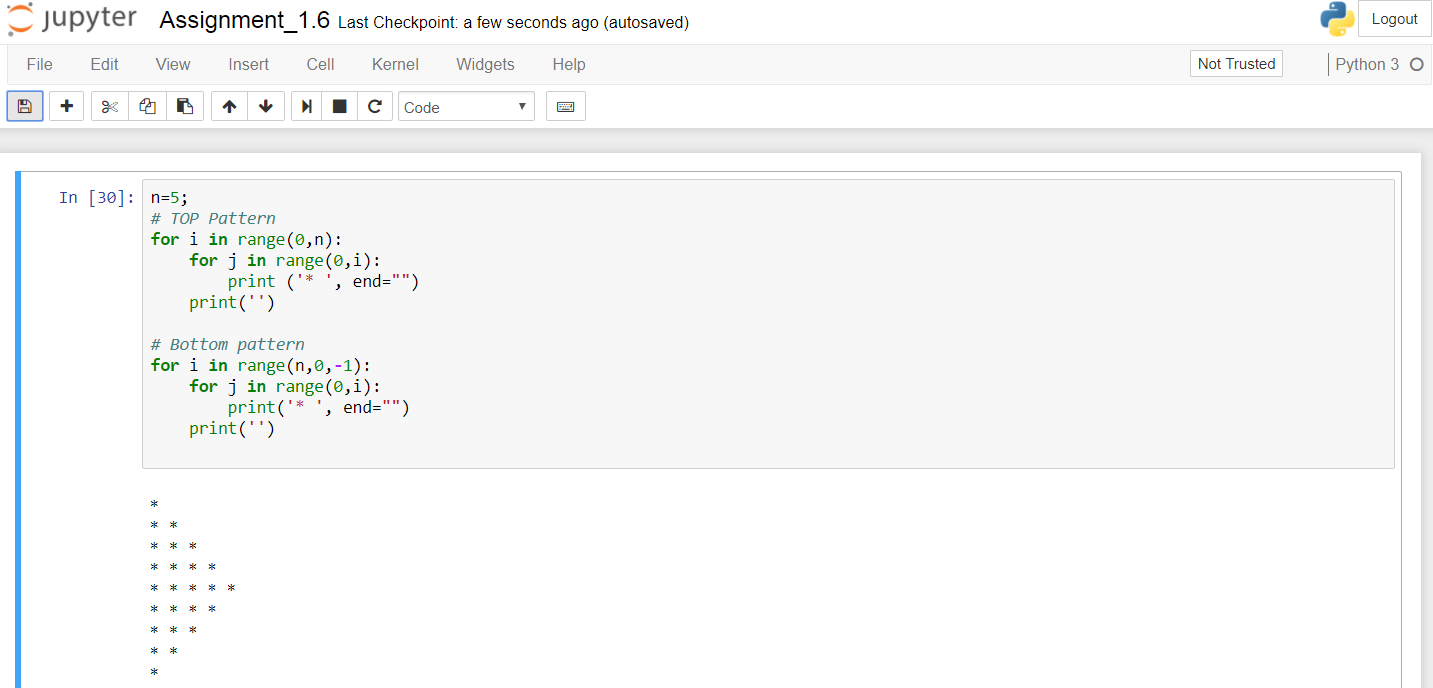 jupyter Assignment_1.6 Last Checkpoint: a few seconds ago (autosaved) Logout
File Edit View Insert Cell Kernel Widgets Help Not Trusted Python 3
Code
In [30]: n=5;
# TOP Pattern
for i in range(0,n):
    for j in range(0,i):
        print ('* ', end="")
    print('')
# Bottom pattern
for i in range(n,0,-1):
    for j in range(0,i):
        print('* ', end="")
    print('')
*
* *
* * *
* * * *
* * * * *
* * * *
* * *
* *
*